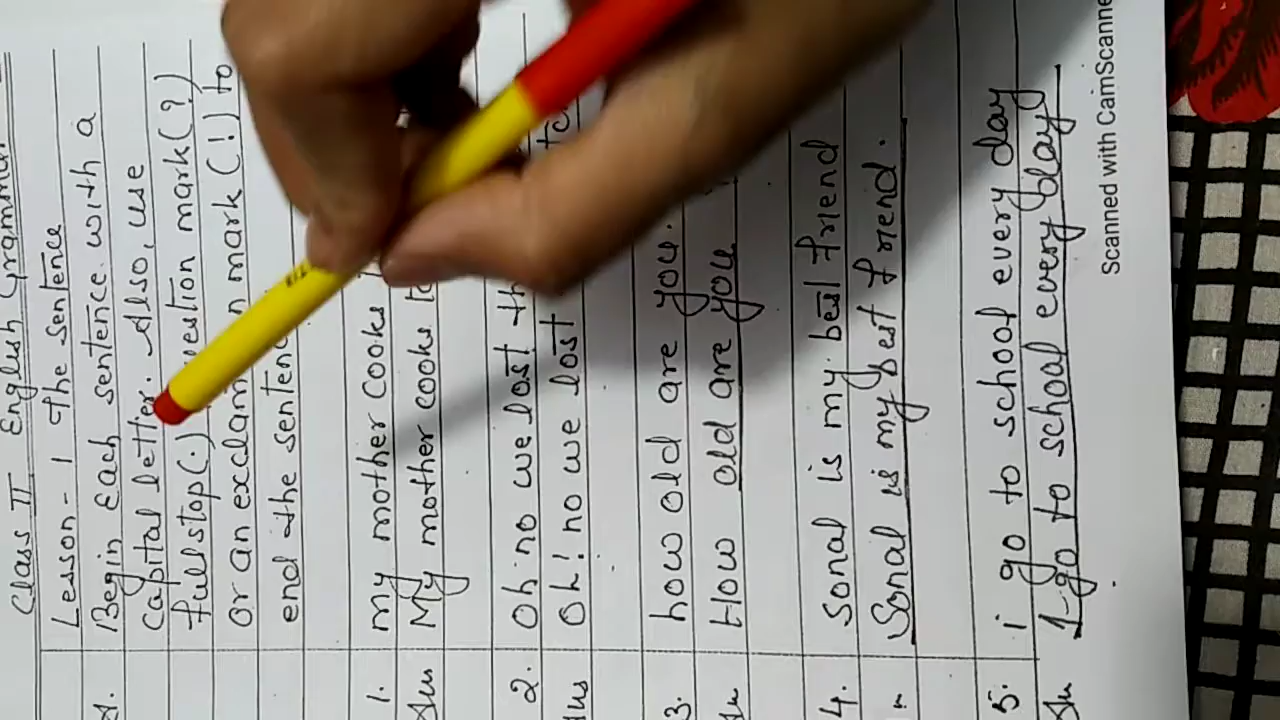 Class II English Grammar
Lesson - 1 the sentence
A. Begin Each sentence with a
Capital letter. Also, use
fullstop(.) question mark(?)
or an exclam n mark(!) to
end the sentenc
1. my mother cooks
Ans My mother cooks
2. Oh no we lost
Ans Oh! no we lost
3. how old are you.
Ans How old are you
4. Sonal is my best friend
" Sonal is my best friend.
5. i go to school every day
Ans I go to school every day
Scanned with CamScanne